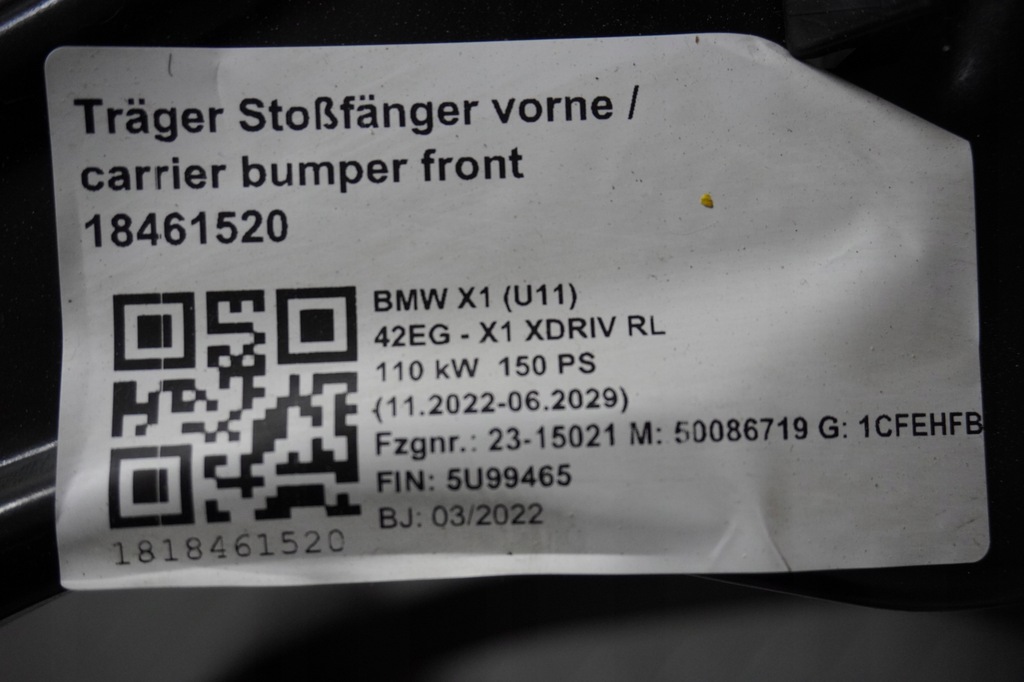 Träger Stoßfänger vorne /
carrier bumper front
18461520
BMW X1 (U11)
42EG - X1 XDRIV RL
110 kW 150 PS
(11.2022-06.2029)
Fzgnr.: 23-15021 M: 50086719 G: 1CFEHFB
FIN: 5U99465
BJ: 03/2022
1818461520